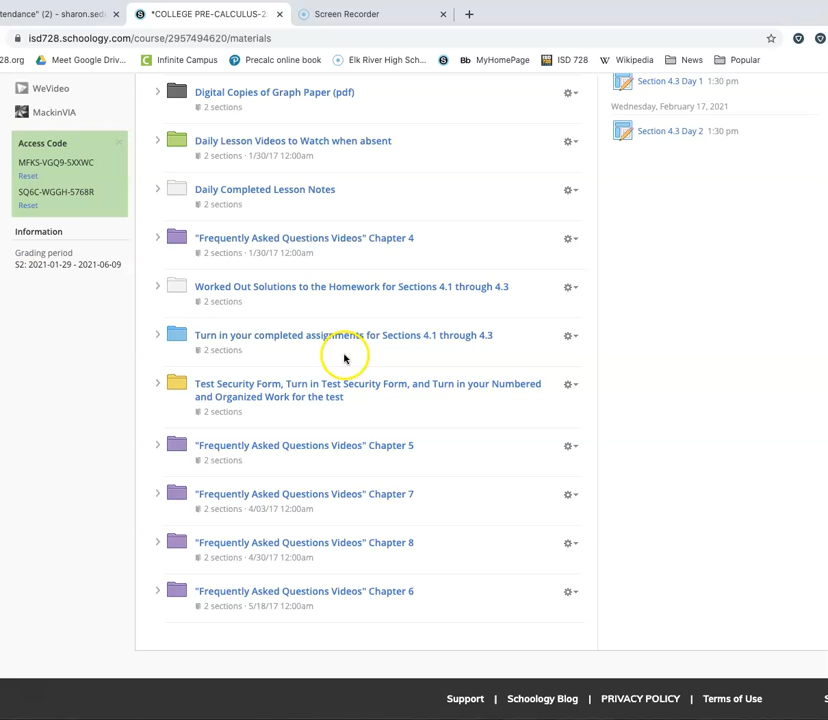 tendance" (2) - sharon.sed
*COLLEGE PRE-CALCULUS-2
Screen Recorder
isd728.schoology.com/course/2957494620/materials
28.org
Meet Google Driv...
Infinite Campus
Precalc online book
Elk River High Sch...
Bb MyHomePage
ISD 728
Wikipedia
News
Popular
WeVideo
MackinVIA
Access Code
MFKS-VGQ9-5XXWC
Reset
SQ6C-WGGH-5768R
Reset
Information
Grading period
S2: 2021-01-29 - 2021-06-09
Digital Copies of Graph Paper (pdf)
2 sections
Daily Lesson Videos to Watch when absent
2 sections · 1/30/17 12:00am
Daily Completed Lesson Notes
2 sections
"Frequently Asked Questions Videos" Chapter 4
2 sections · 1/30/17 12:00am
Worked Out Solutions to the Homework for Sections 4.1 through 4.3
2 sections
Turn in your completed assignments for Sections 4.1 through 4.3
2 sections
Test Security Form, Turn in Test Security Form, and Turn in your Numbered
and Organized Work for the test
2 sections
"Frequently Asked Questions Videos" Chapter 5
2 sections
"Frequently Asked Questions Videos" Chapter 7
2 sections · 4/03/17 12:00am
"Frequently Asked Questions Videos" Chapter 8
2 sections · 4/30/17 12:00am
"Frequently Asked Questions Videos" Chapter 6
2 sections · 5/18/17 12:00am
Section 4.3 Day 1 1:30 pm
Wednesday, February 17, 2021
Section 4.3 Day 2 1:30 pm
Support | Schoology Blog | PRIVACY POLICY | Terms of Use